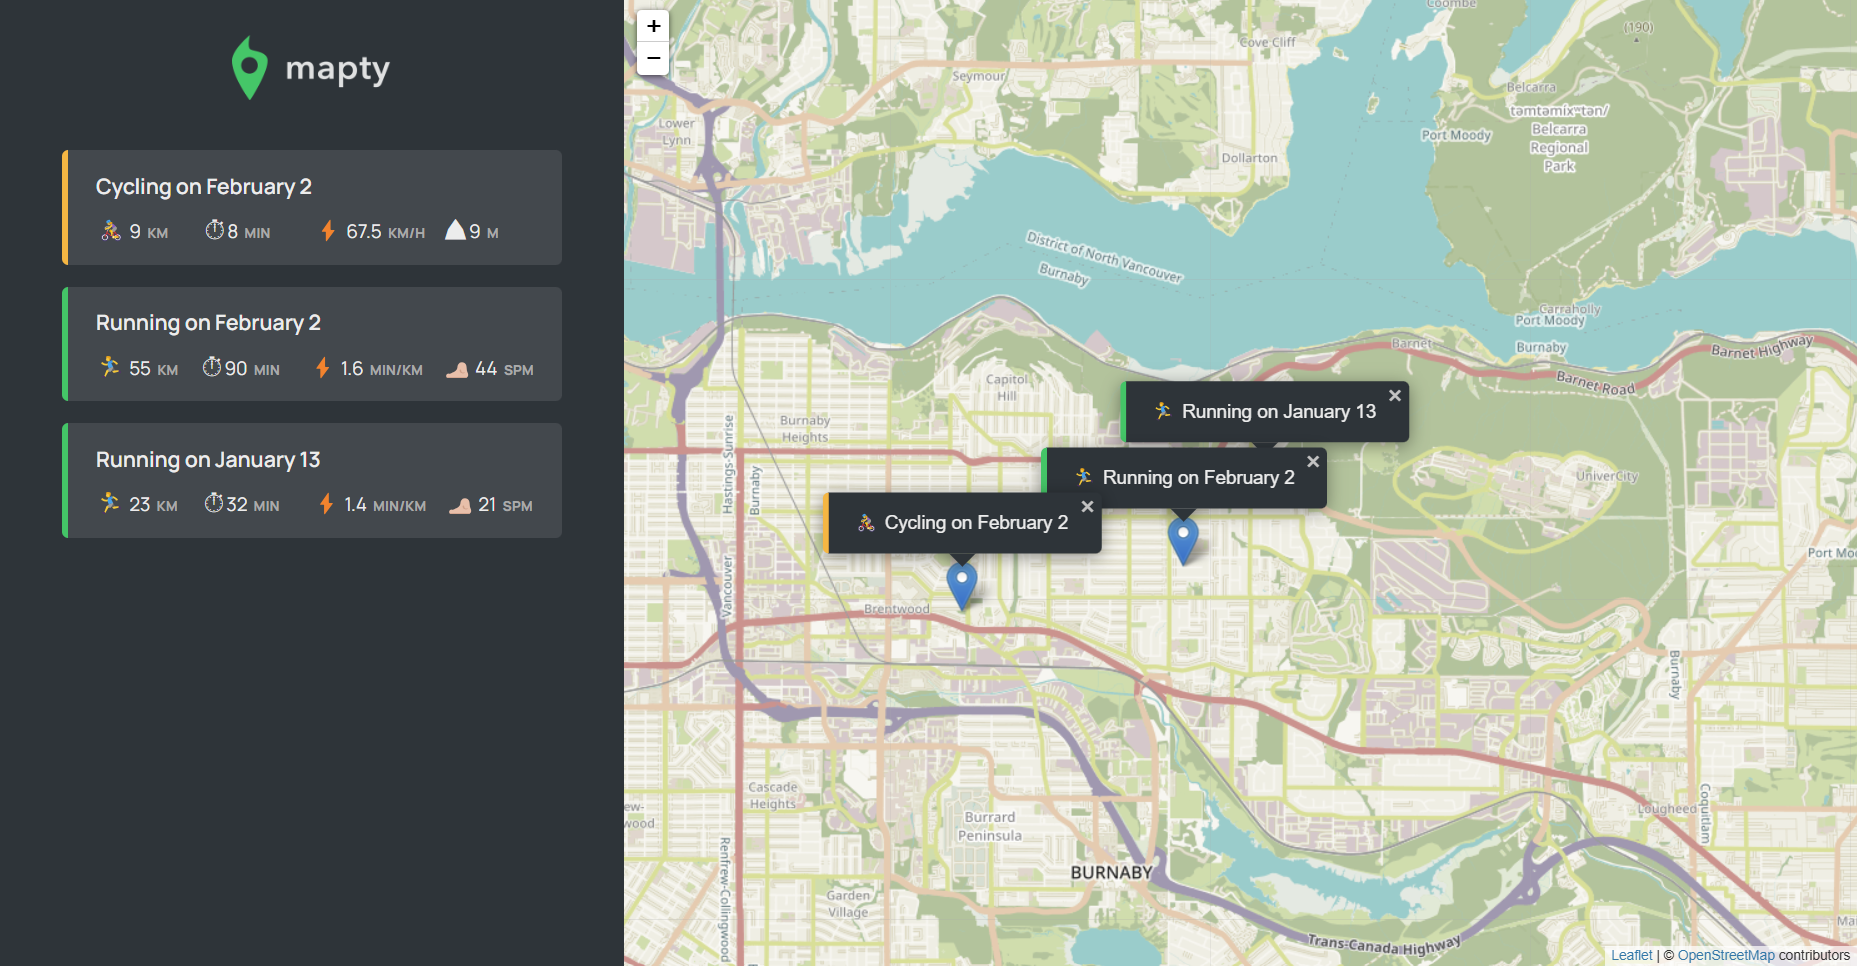 mapty
Cycling on February 2
9 KM 8 MIN 67.5 KM/H 9 M
Running on February 2
55 KM 90 MIN 1.6 MIN/KM 44 SPM
Running on January 13
23 KM 32 MIN 1.4 MIN/KM 21 SPM
+
−
Coombe
(190)
Cove Cliff
Seymour
Belcarra
təmtəmíxʷtən/
Belcarra
Regional
Park
Port Moody
Lower
Lynn
Dollarton
District of North Vancouver
Burnaby
Carraholly
Port Moody
Burnaby
Barnet
Barnet Highway
Barnet Road
Capitol
Hill
Burnaby
Heights
Hastings-Sunrise
Burnaby
Running on January 13 ×
Running on February 2 ×
Cycling on February 2 ×
UniverCity
Port Mo
Vancouver
Brentwood
Burnaby
Cascade
Heights
ew-
wood
Burrard
Peninsula
Lougheed
Coquitlam
BURNABY
Renfrew-Collingwood
Garden
Village
Trans-Canada Highway
Ma
Leaflet | © OpenStreetMap contributors